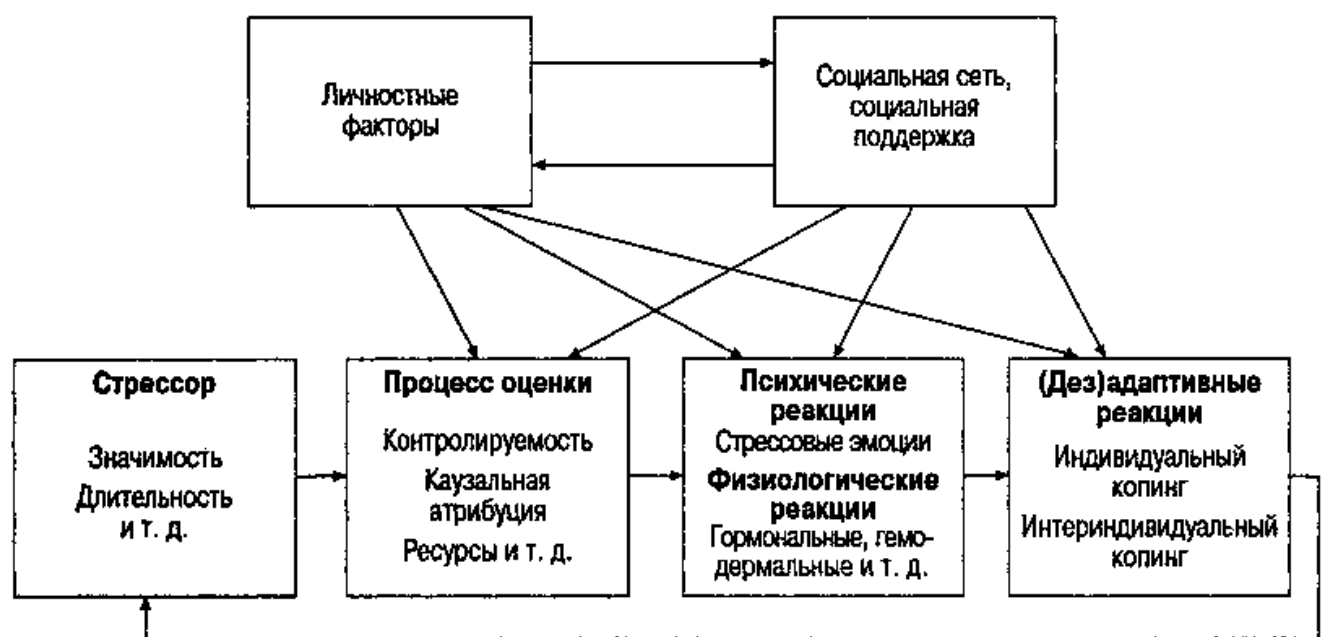 Личностные
факторы
Социальная сеть,
социальная
поддержка
Стрессор
Значимость
Длительность
и т. д.
Процесс оценки
Контролируемость
Каузальная
атрибуция
Ресурсы и т. д.
Психические
реакции
Стрессовые эмоции
Физиологические
реакции
Гормональные, гемо-
дермальные и т. д.
(Дез)адаптивные
реакции
Индивидуальный
копинг
Интериндивидуальный
копинг